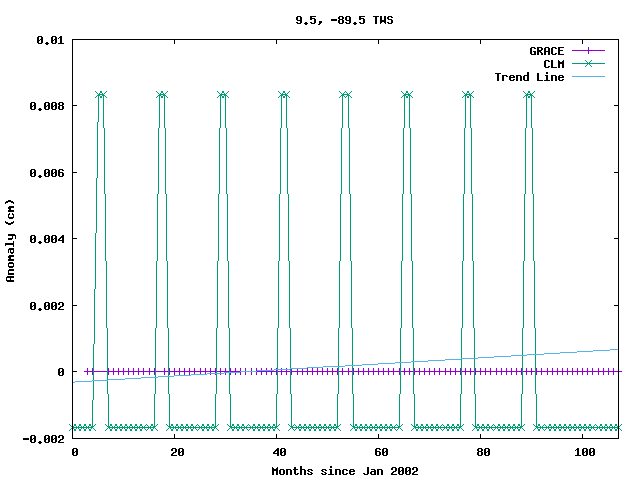 9.5, -89.5 TWS
GRACE
CLM
Trend Line
Anomaly (cm)
0.01
0.008
0.006
0.004
0.002
0
-0.002
0 20 40 60 80 100
Months since Jan 2002